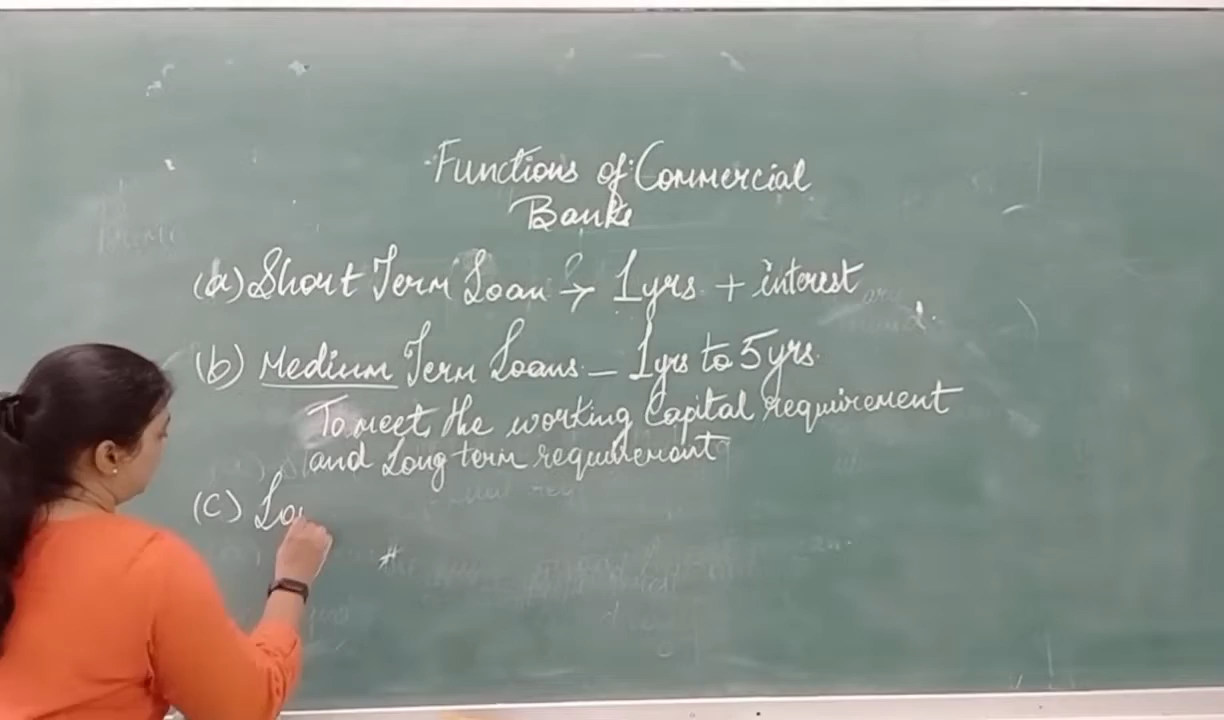 Functions of Commercial
Banks
(a) Short Term Loan → 1yrs + interest
(b) Medium Term Loans – 1yrs to 5yrs.
To meet the working Capital requirement
and Long term requirement
(C) Lo